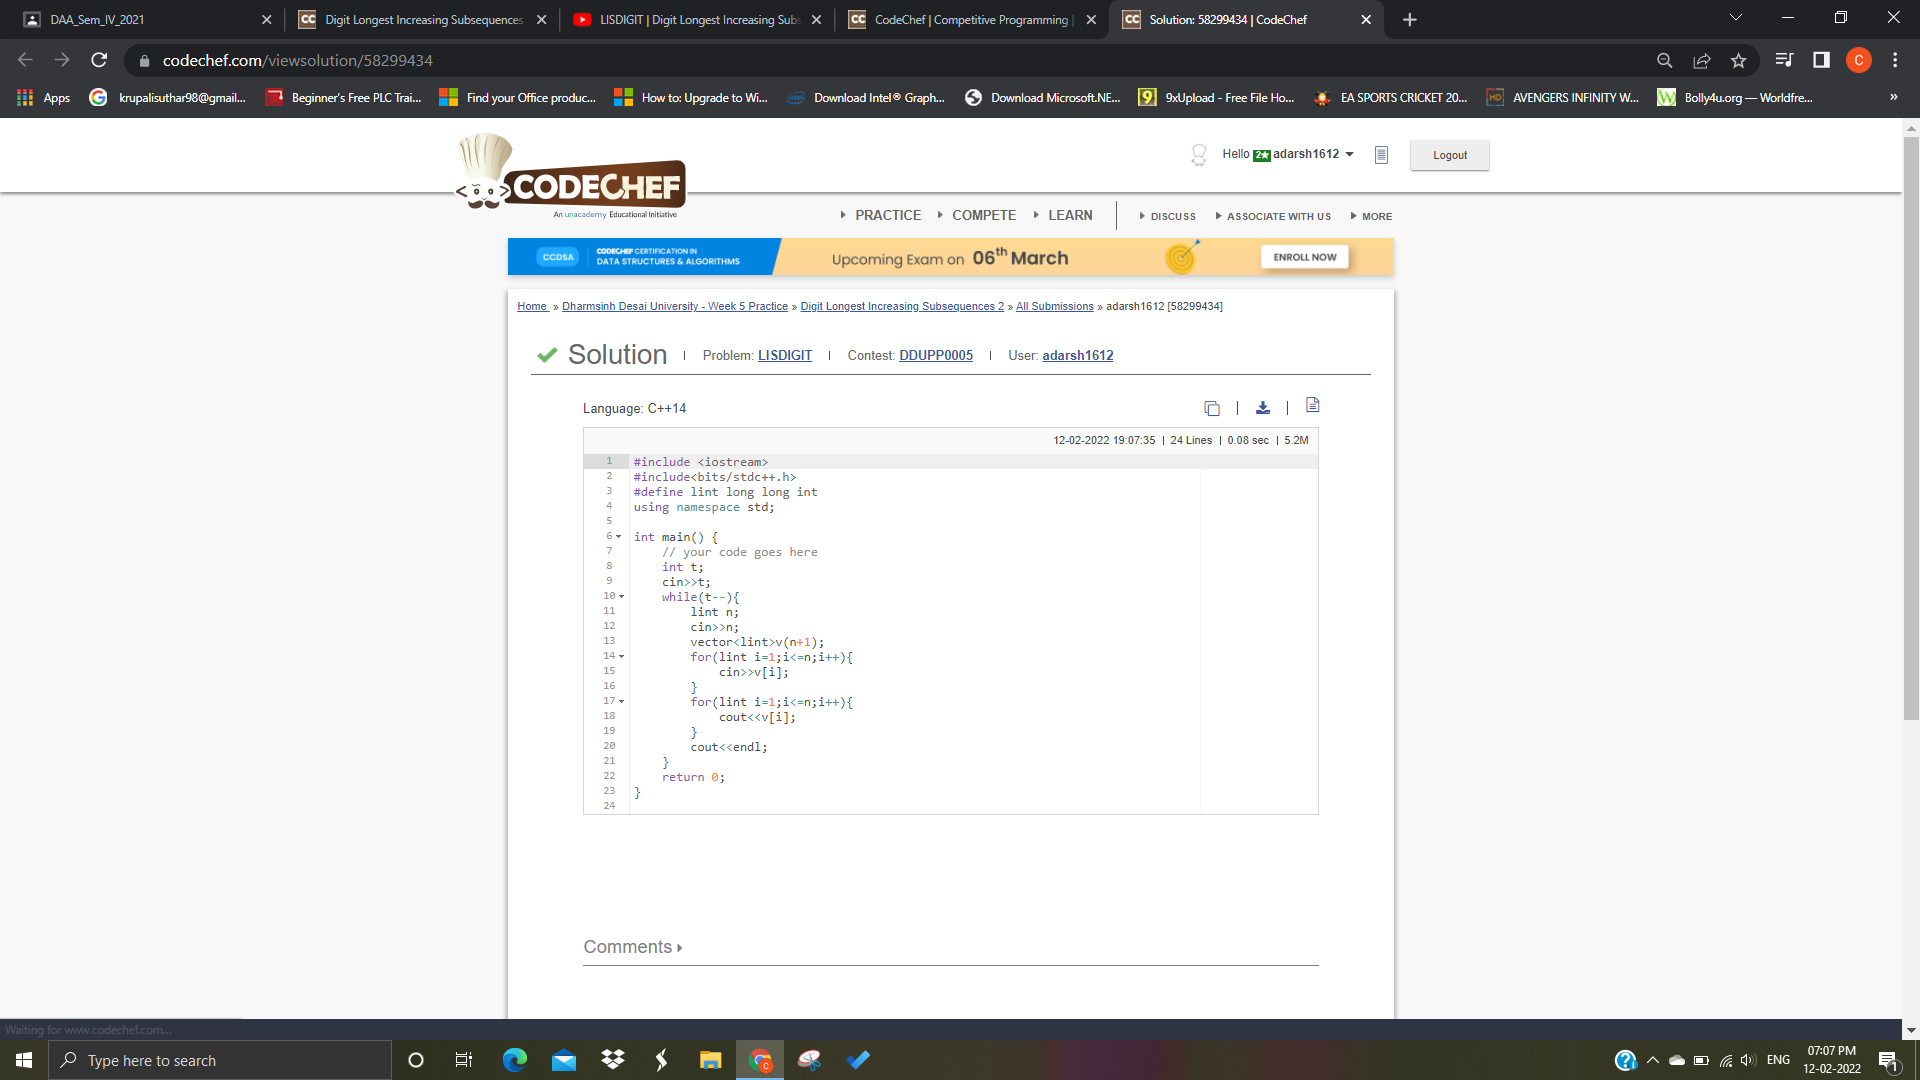 DAA_Sem_IV_2021
Digit Longest Increasing Subsequences
LISDIGIT | Digit Longest Increasing Subs
CodeChef | Competitive Programming |
Solution: 58299434 | CodeChef
codechef.com/viewsolution/58299434
C
Apps
krupalisuthar98@gmail...
Beginner's Free PLC Trai...
Find your Office produc...
How to: Upgrade to Wi...
Download Intel® Graph...
Download Microsoft.NE...
9xUpload - Free File Ho...
EA SPORTS CRICKET 20...
AVENGERS INFINITY W...
Bolly4u.org — Worldfre...
»
CODECHEF
An unacademy Educational Initiative
Hello 2★ adarsh1612
Logout
PRACTICE COMPETE LEARN DISCUSS ASSOCIATE WITH US MORE
CCDSA CODECHEF CERTIFICATION IN
DATA STRUCTURES & ALGORITHMS
Upcoming Exam on 06th March
ENROLL NOW
Home » Dharmsinh Desai University - Week 5 Practice » Digit Longest Increasing Subsequences 2 » All Submissions » adarsh1612 [58299434]
Solution | Problem: LISDIGIT | Contest: DDUPP0005 | User: adarsh1612
Language: C++14
12-02-2022 19:07:35 | 24 Lines | 0.08 sec | 5.2M
1 #include <iostream>
2 #include<bits/stdc++.h>
3 #define lint long long int
4 using namespace std;
5
6 int main() {
7 // your code goes here
8 int t;
9 cin>>t;
10 while(t--){
11 lint n;
12 cin>>n;
13 vector<lint>v(n+1);
14 for(lint i=1;i<=n;i++){
15 cin>>v[i];
16 }
17 for(lint i=1;i<=n;i++){
18 cout<<v[i];
19 }
20 cout<<endl;
21 }
22 return 0;
23 }
24
Comments
Waiting for www.codechef.com...
Type here to search
ENG
07:07 PM
12-02-2022
1